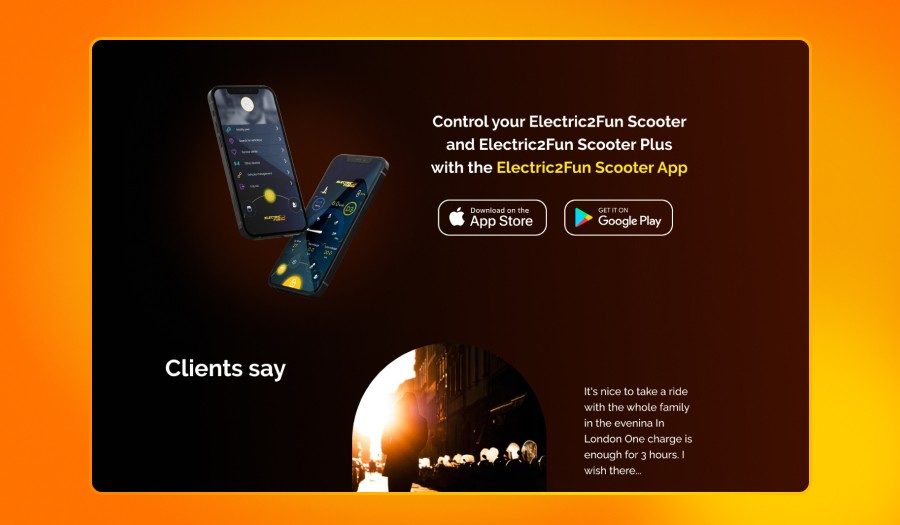 Control your Electric2Fun Scooter
and Electric2Fun Scooter Plus
with the Electric2Fun Scooter App
Download on the
App Store
GET IT ON
Google Play
Clients say
It's nice to take a ride
with the whole family
in the evenina In
London One charge is
enough for 3 hours. I
wish there...